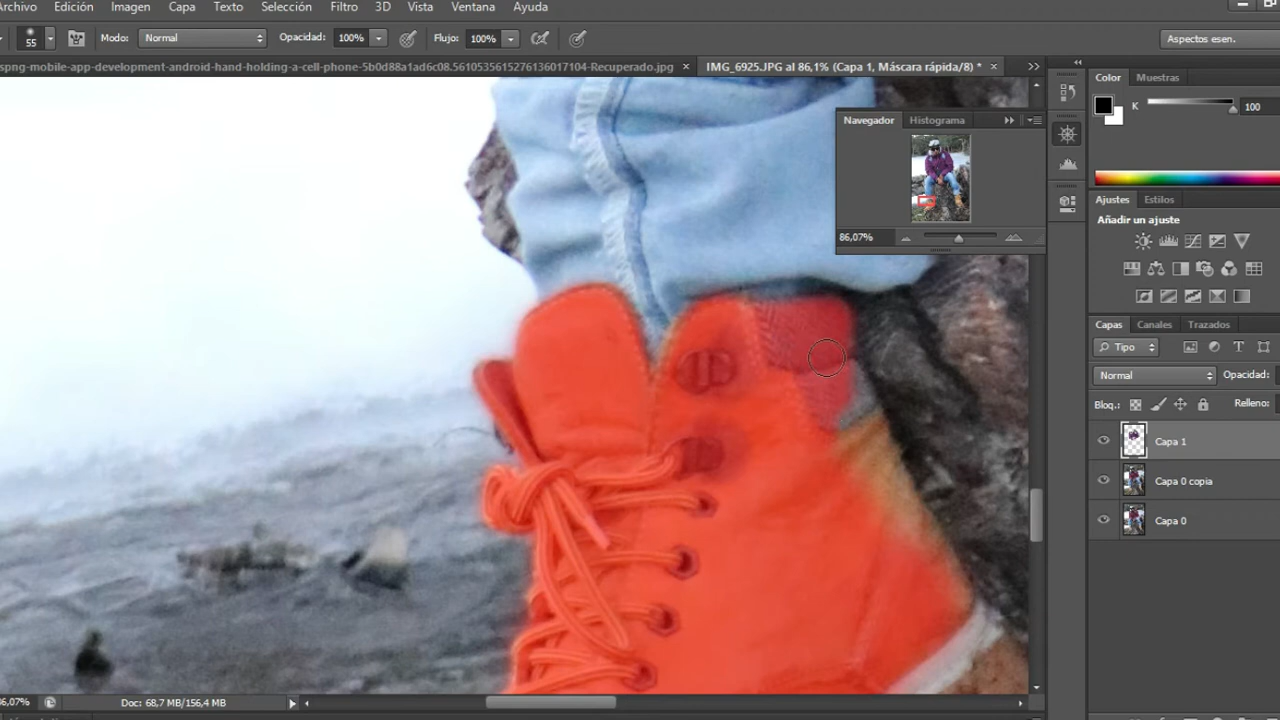 Archivo Edición Imagen Capa Texto Selección Filtro 3D Vista Ventana Ayuda
55 Modo: Normal Opacidad: 100% Flujo: 100% Aspectos esen.
spng-mobile-app-development-android-hand-holding-a-cell-phone-5b0d88a1ad6c08.5610535615276136017104-Recuperado.jpg × IMG_6925.JPG al 86,1% (Capa 1, Máscara rápida/8) * ×
Color Muestras
K 100
Navegador Histograma
86,07%
Ajustes Estilos
Añadir un ajuste
Capas Canales Trazados
Tipo
Normal Opacidad:
Bloq.: Relleno:
Capa 1
Capa 0 copia
Capa 0
86,07% Doc: 68,7 MB/156,4 MB